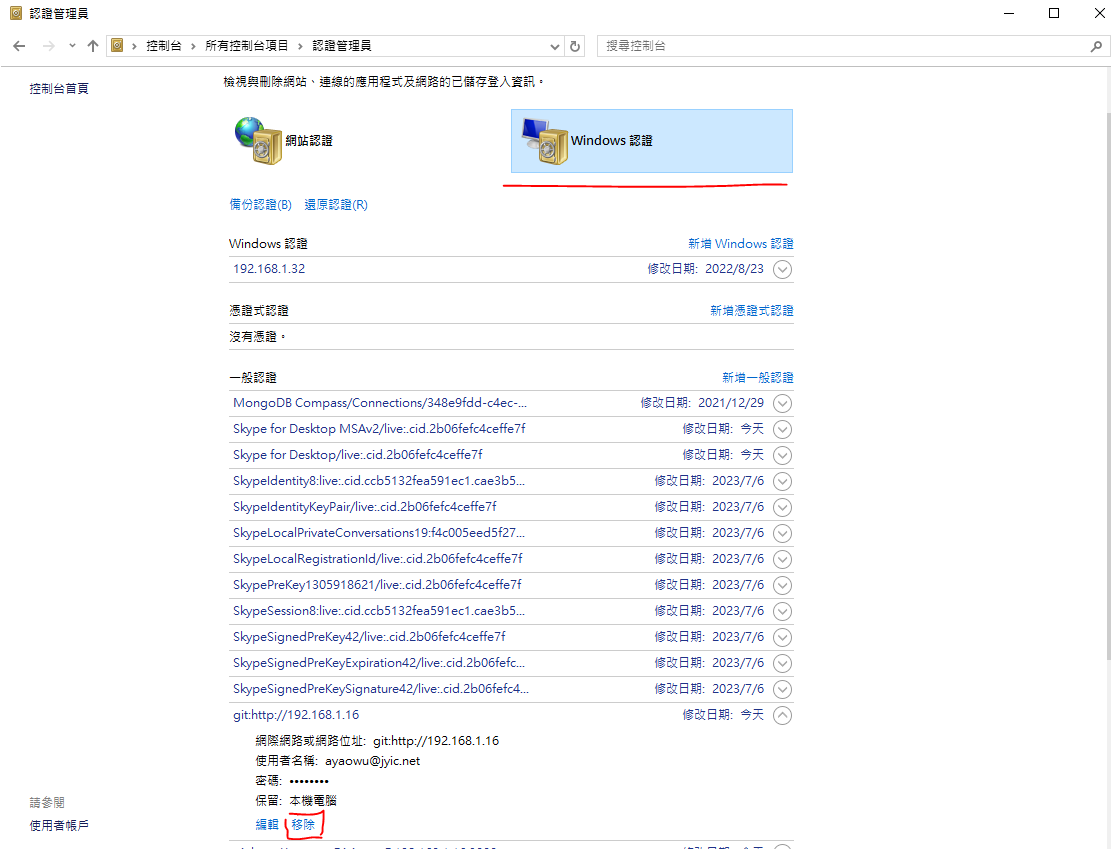 認證管理員
控制台 › 所有控制台項目 › 認證管理員
搜尋控制台
控制台首頁
檢視與刪除網站、連線的應用程式及網路的已儲存登入資訊。
網站認證
Windows 認證
備份認證(B) 還原認證(R)
Windows 認證 新增 Windows 認證
192.168.1.32 修改日期: 2022/8/23
憑證式認證 新增憑證式認證
沒有憑證。
一般認證 新增一般認證
MongoDB Compass/Connections/348e9fdd-c4ec-... 修改日期: 2021/12/29
Skype for Desktop MSAv2/live:.cid.2b06fefc4ceffe7f 修改日期: 今天
Skype for Desktop/live:.cid.2b06fefc4ceffe7f 修改日期: 今天
SkypeIdentity8:live:.cid.ccb5132fea591ec1.cae3b5... 修改日期: 2023/7/6
SkypeIdentityKeyPair/live:.cid.2b06fefc4ceffe7f 修改日期: 2023/7/6
SkypeLocalPrivateConversations19:f4c005eed5f27... 修改日期: 2023/7/6
SkypeLocalRegistrationId/live:.cid.2b06fefc4ceffe7f 修改日期: 2023/7/6
SkypePreKey1305918621/live:.cid.2b06fefc4ceffe7f 修改日期: 2023/7/6
SkypeSession8:live:.cid.ccb5132fea591ec1.cae3b5... 修改日期: 2023/7/6
SkypeSignedPreKey42/live:.cid.2b06fefc4ceffe7f 修改日期: 2023/7/6
SkypeSignedPreKeyExpiration42/live:.cid.2b06fefc... 修改日期: 2023/7/6
SkypeSignedPreKeySignature42/live:.cid.2b06fefc4... 修改日期: 2023/7/6
git:http://192.168.1.16 修改日期: 今天
網際網路或網路位址: git:http://192.168.1.16
使用者名稱: ayaowu@jyic.net
密碼: ••••••••
保留: 本機電腦
編輯 移除
請參閱
使用者帳戶